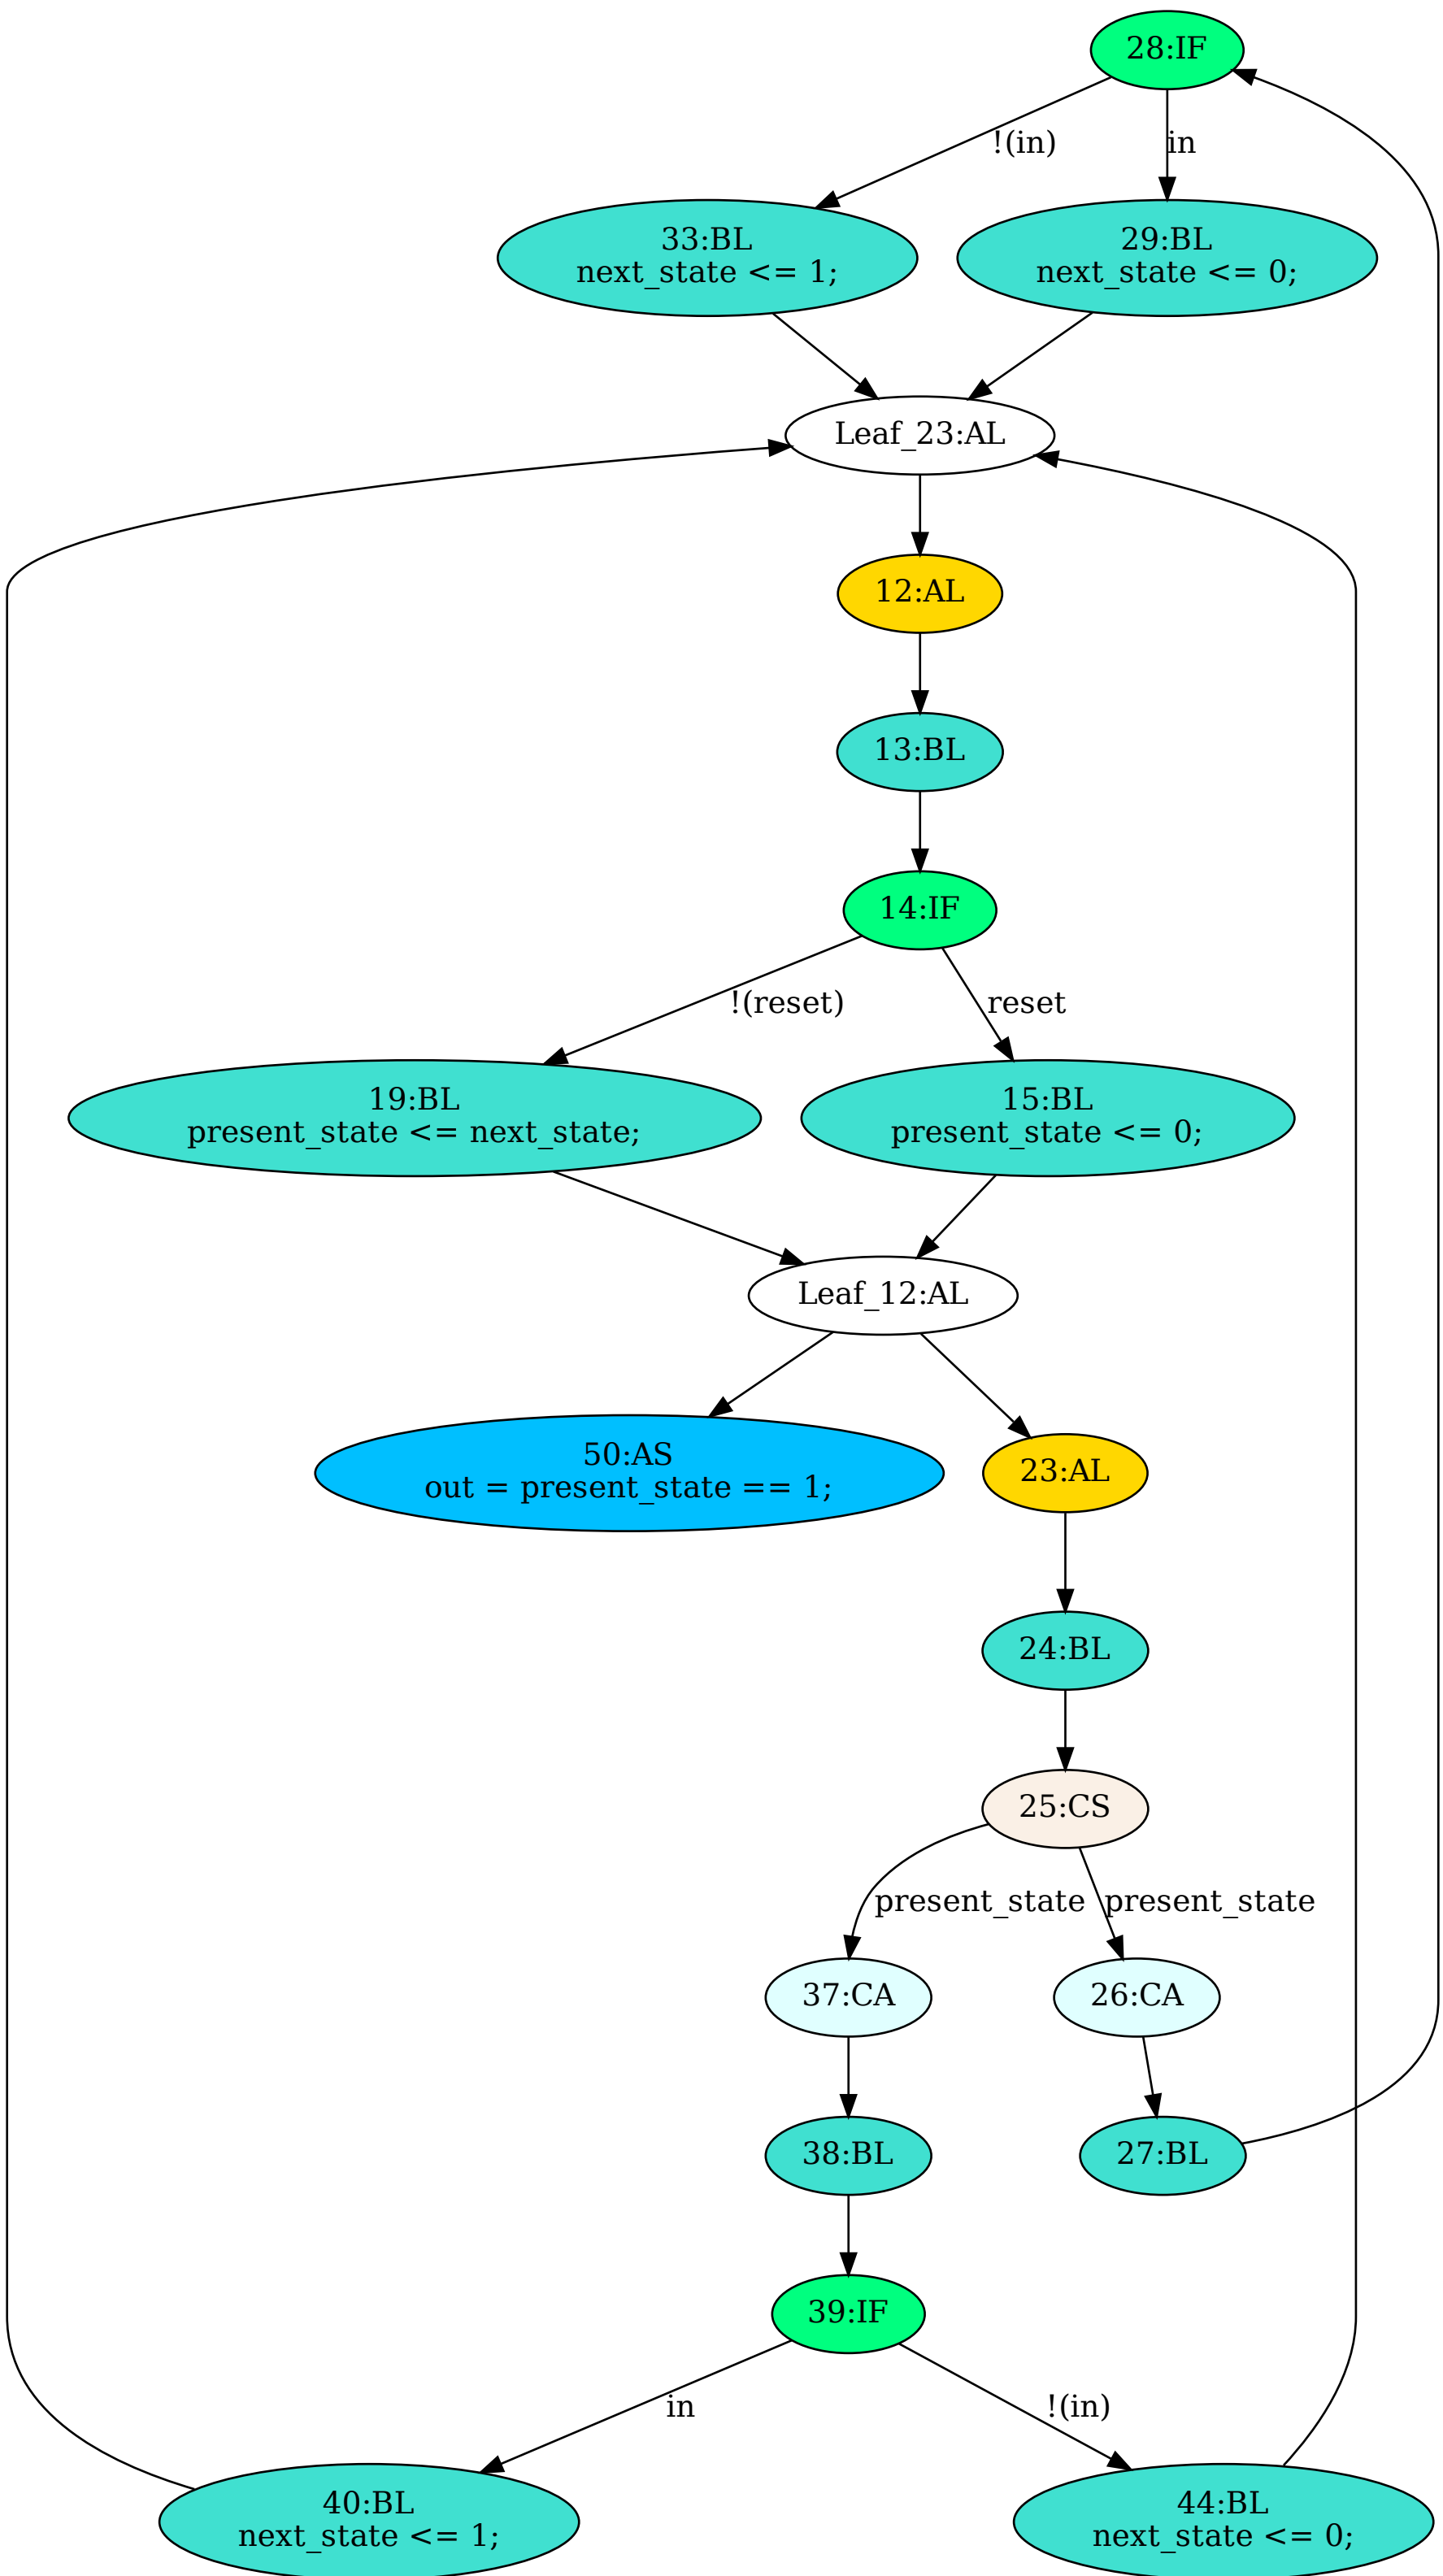 28:IF
!(in)
in
33:BL
next_state <= 1;
29:BL
next_state <= 0;
Leaf_23:AL
12:AL
13:BL
14:IF
!(reset)
reset
19:BL
present_state <= next_state;
15:BL
present_state <= 0;
Leaf_12:AL
50:AS
out = present_state == 1;
23:AL
24:BL
25:CS
present_state
present_state
37:CA
26:CA
38:BL
27:BL
39:IF
in
!(in)
40:BL
next_state <= 1;
44:BL
next_state <= 0;